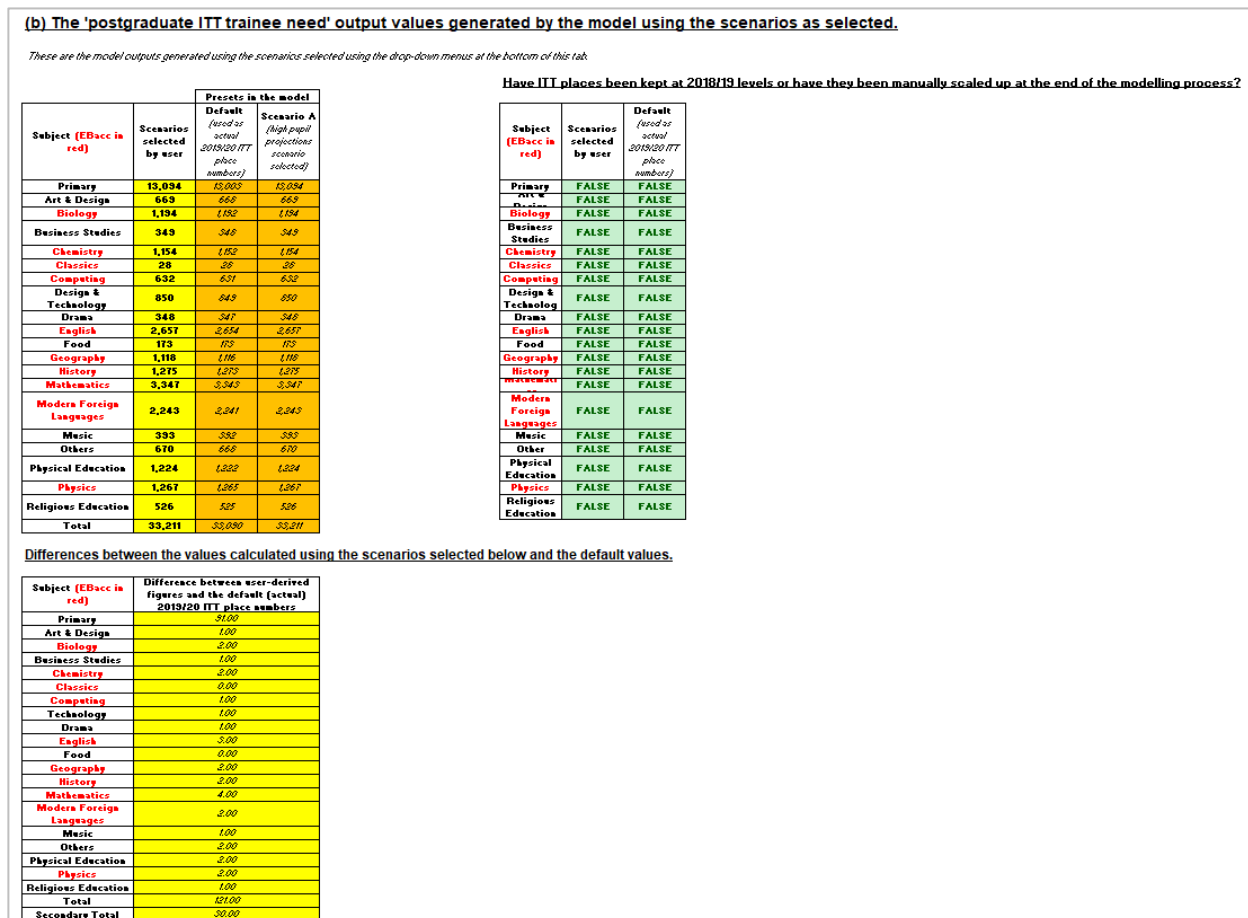 (b) The 'postgraduate ITT trainee need' output values generated by the model using the scenarios as selected.
These are the model outputs generated using the scenarios selected using the drop-down menus at the bottom of this tab.
Have ITT places been kept at 2018/19 levels or have they been manually scaled up at the end of the modelling process?
Presets in the model
Subject (EBacc in red) Scenarios selected by user Default (used as actual 2019/20 ITT place numbers) Scenario A (high pupil projections scenario selected)
Primary 13,094 13,003 13,094
Art & Design 669 668 669
Biology 1,194 1,192 1,194
Business Studies 349 348 349
Chemistry 1,154 1,152 1,154
Classics 28 28 28
Computing 632 631 632
Design & Technology 850 849 850
Drama 348 347 348
English 2,657 2,654 2,657
Food 173 173 173
Geography 1,118 1,116 1,118
History 1,275 1,273 1,275
Mathematics 3,347 3,343 3,347
Modern Foreign Languages 2,243 2,241 2,243
Music 393 392 393
Others 670 668 670
Physical Education 1,224 1,222 1,224
Physics 1,267 1,265 1,267
Religious Education 526 525 526
Total 33,211 33,090 33,211
Subject (EBacc in red) Scenarios selected by user Default (used as actual 2019/20 ITT place numbers)
Primary FALSE FALSE
FALSE FALSE
Biology FALSE FALSE
Business Studies FALSE FALSE
Chemistry FALSE FALSE
Classics FALSE FALSE
Computing FALSE FALSE
Design & Technolog FALSE FALSE
Drama FALSE FALSE
English FALSE FALSE
Food FALSE FALSE
Geography FALSE FALSE
History FALSE FALSE
FALSE FALSE
Modern Foreign Languages FALSE FALSE
Music FALSE FALSE
Other FALSE FALSE
Physical Education FALSE FALSE
Physics FALSE FALSE
Religious Education FALSE FALSE
Differences between the values calculated using the scenarios selected below and the default values.
Subject (EBacc in red) Difference between user-derived figures and the default (actual) 2019/20 ITT place numbers
Primary 91.00
Art & Design 1.00
Biology 2.00
Business Studies 1.00
Chemistry 2.00
Classics 0.00
Computing 1.00
Technology 1.00
Drama 1.00
English 3.00
Food 0.00
Geography 2.00
History 2.00
Mathematics 4.00
Modern Foreign Languages 2.00
Music 1.00
Others 2.00
Physical Education 2.00
Physics 2.00
Religious Education 1.00
Total 121.00
Secondary Total 30.00